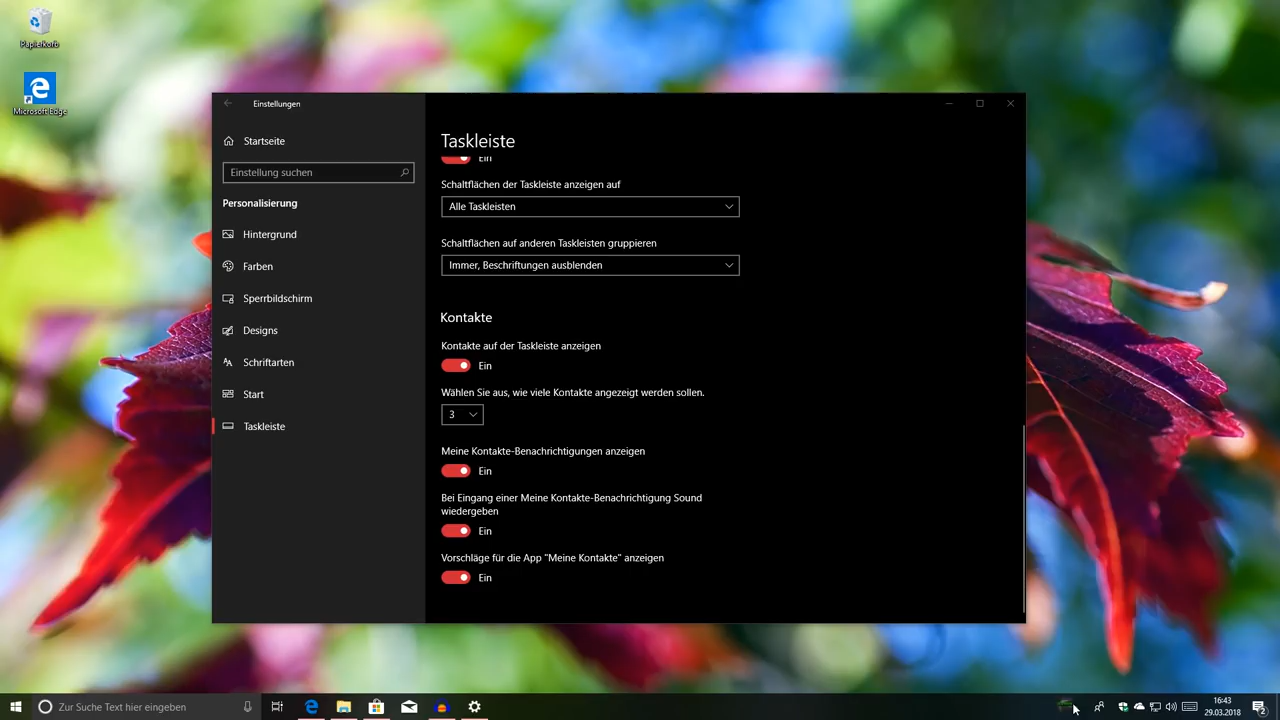 Papierkorb
Microsoft Edge
Einstellungen
Startseite
Einstellung suchen
Personalisierung
Hintergrund
Farben
Sperrbildschirm
Designs
Schriftarten
Start
Taskleiste
Taskleiste
Ein
Schaltflächen der Taskleiste anzeigen auf
Alle Taskleisten
Schaltflächen auf anderen Taskleisten gruppieren
Immer, Beschriftungen ausblenden
Kontakte
Kontakte auf der Taskleiste anzeigen
Ein
Wählen Sie aus, wie viele Kontakte angezeigt werden sollen.
3
Meine Kontakte-Benachrichtigungen anzeigen
Ein
Bei Eingang einer Meine Kontakte-Benachrichtigung Sound
wiedergeben
Ein
Vorschläge für die App "Meine Kontakte" anzeigen
Ein
Zur Suche Text hier eingeben
16:43
29.03.2018
2